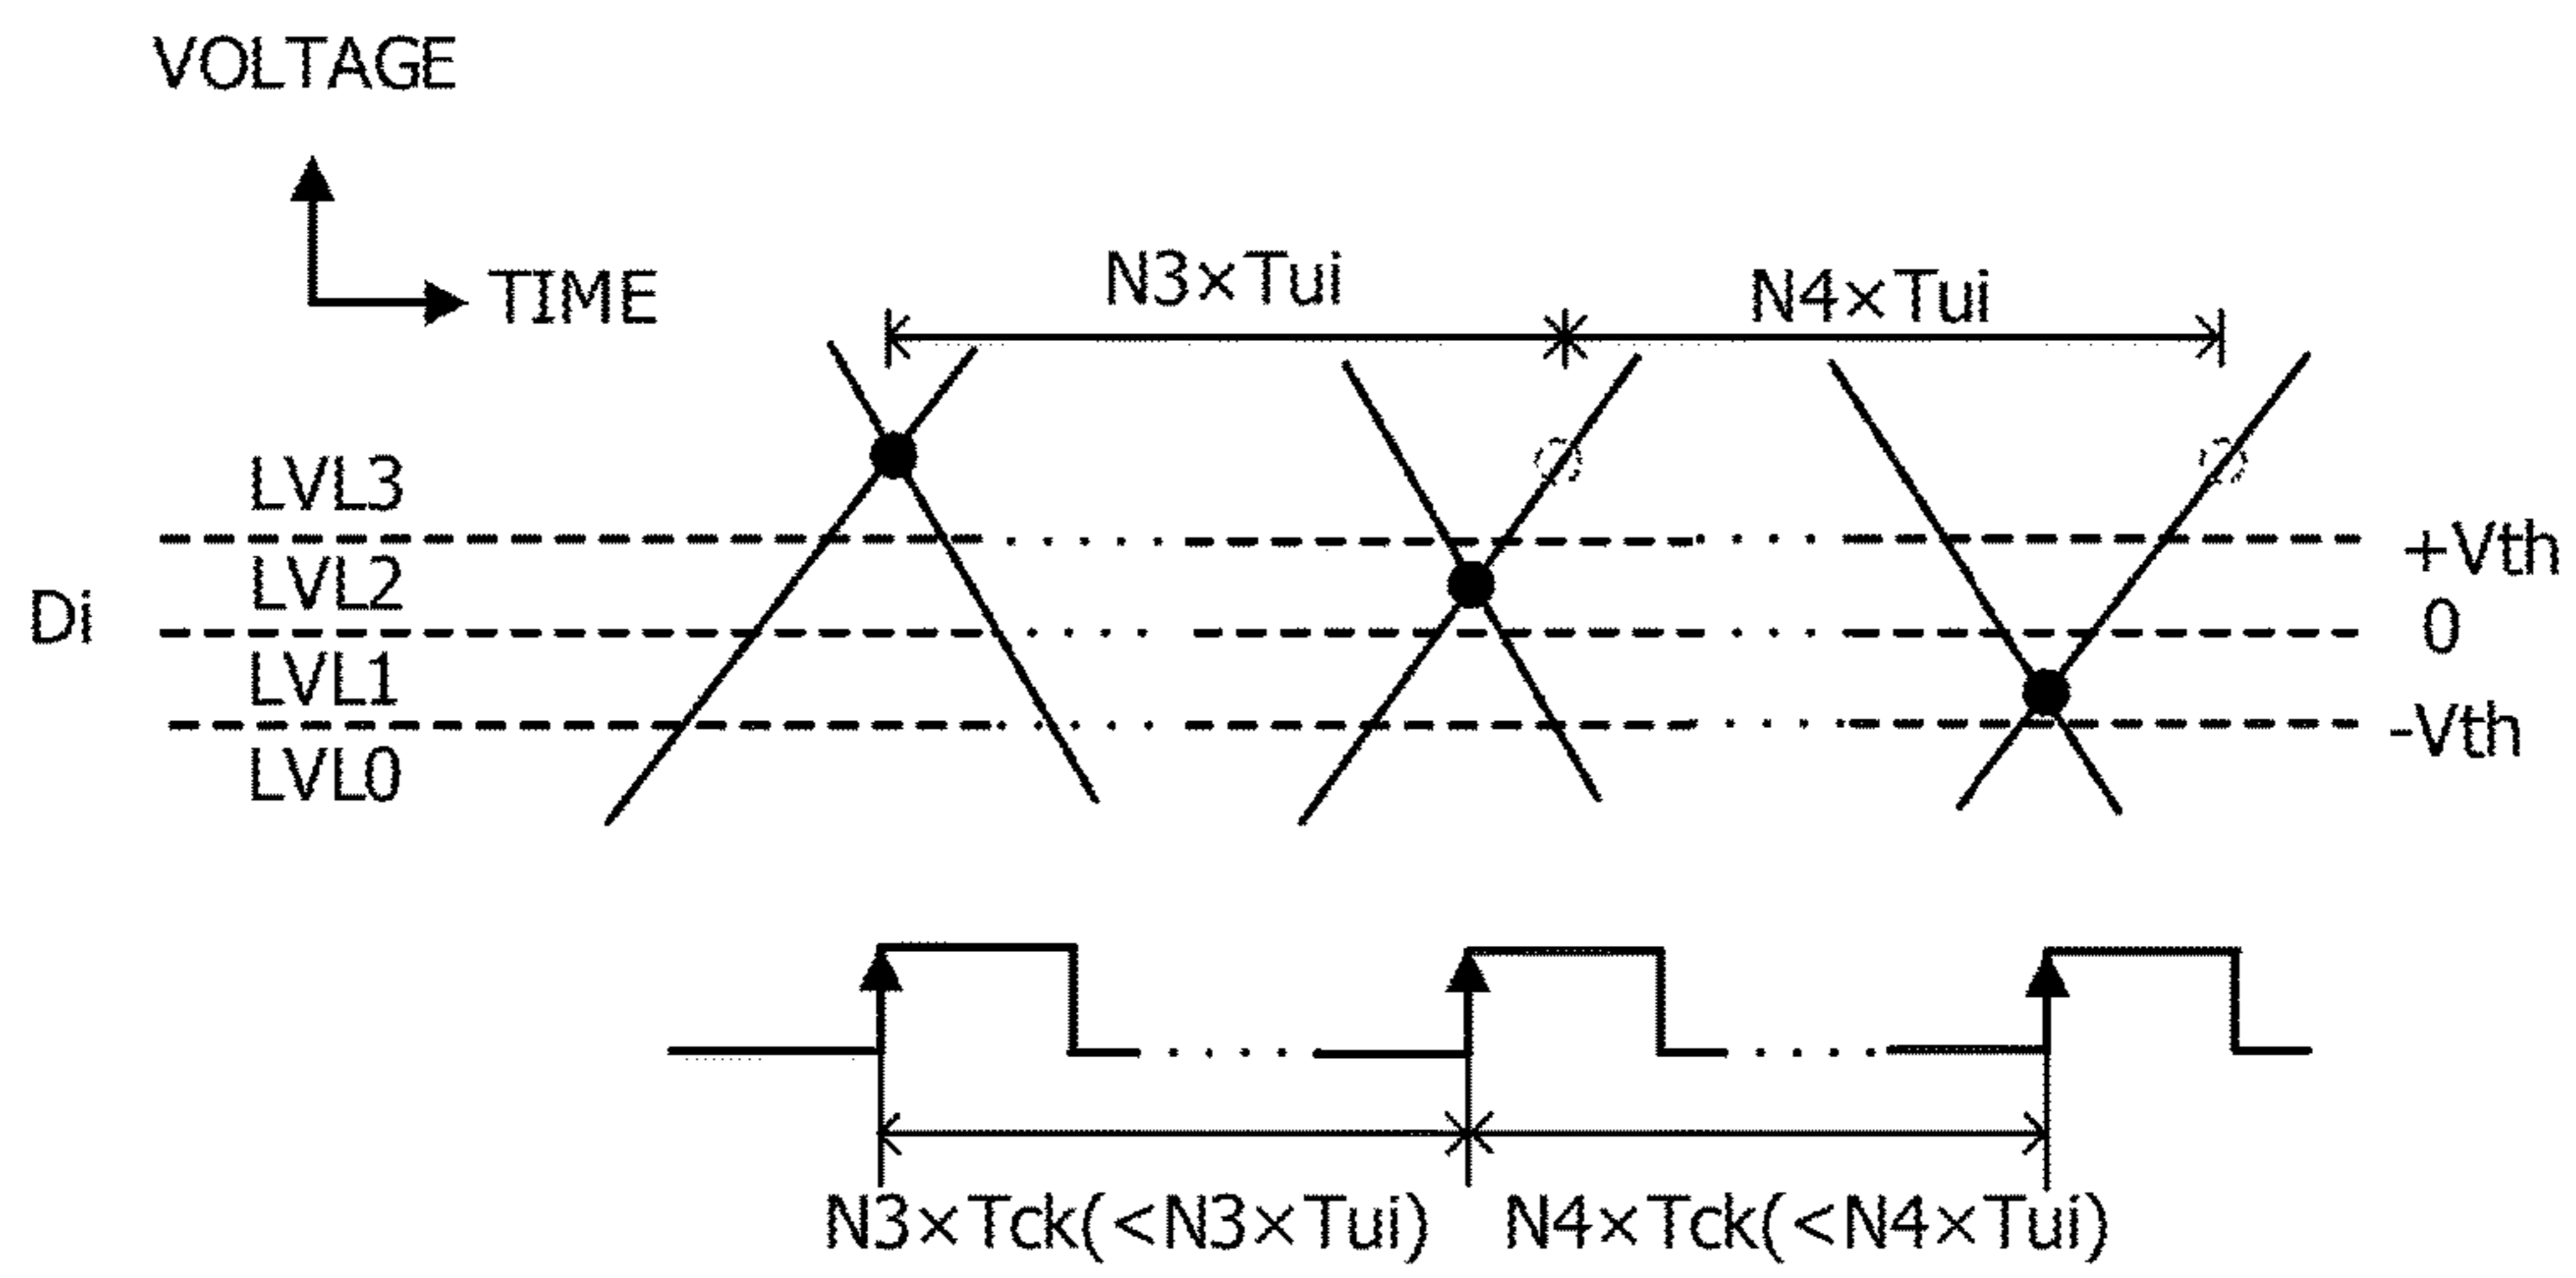 VOLTAGE
TIME
N3×Tui
N4×Tui
LVL3
+Vth
LVL2
Di
0
LVL1
-Vth
LVL0
N3×Tck(<N3×Tui)
N4×Tck(<N4×Tui)